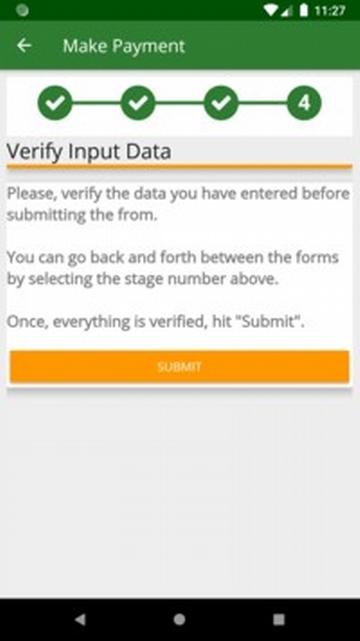 11:27
Make Payment
4
Verify Input Data
Please, verify the data you have entered before
submitting the from.
You can go back and forth between the forms
by selecting the stage number above.
Once, everything is verified, hit "Submit".
SUBMIT